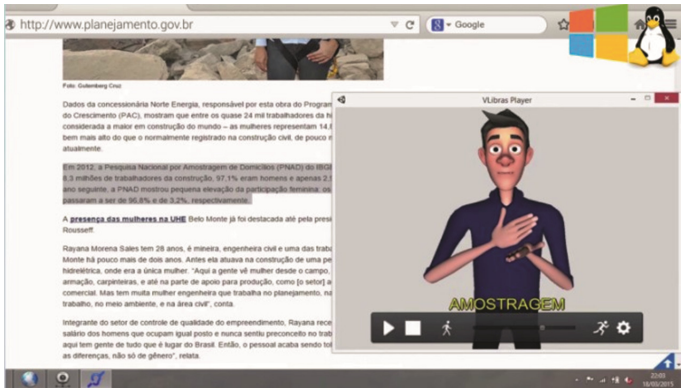 http://www.planejamento.gov.br
Google
Foto: Gutemberg Cruz
Dados da concessionária Norte Energia, responsável por esta obra do Program
do Crescimento (PAC), mostram que entre os quase 24 mil trabalhadores da hi
considerada a maior em construção do mundo – as mulheres representam 14,
bem mais alto do que o normalmente registrado na construção civil, de pouco m
atualmente.
Em 2012, a Pesquisa Nacional por Amostragem de Domicílios (PNAD) do IBG
8,3 milhões de trabalhadores da construção, 97,1% eram homens e apenas 2,
ano seguinte, a PNAD mostrou pequena elevação da participação feminina: os
passaram a ser de 96,8% e de 3,2%, respectivamente.
A presença das mulheres na UHE Belo Monte já foi destacada até pela presi
Rousseff.
Rayana Morena Sales tem 28 anos, é mineira, engenheira civil e uma das trab
Monte há pouco mais de dois anos. Antes ela atuava na construção de uma pe
hidrelétrica, onde era a única mulher. "Aqui a gente vê mulher desde o campo,
armação, carpinteiras, e até na parte de apoio para produção, como [o setor] a
comercial. Mas tem muita mulher engenheira que trabalha no planejamento, na
trabalho, no meio ambiente, e na área civil", conta.
Integrante do setor de controle de qualidade do empreendimento, Rayana rece
salário dos homens que ocupam igual posto e nunca sentiu preconceito no trab
aqui tem gente de tudo que é lugar do Brasil. Então, o pessoal acaba sendo tol
as diferenças, não só de gênero", relata.
VLibras Player
AMOSTRAGEM
22:03
18/05/2015